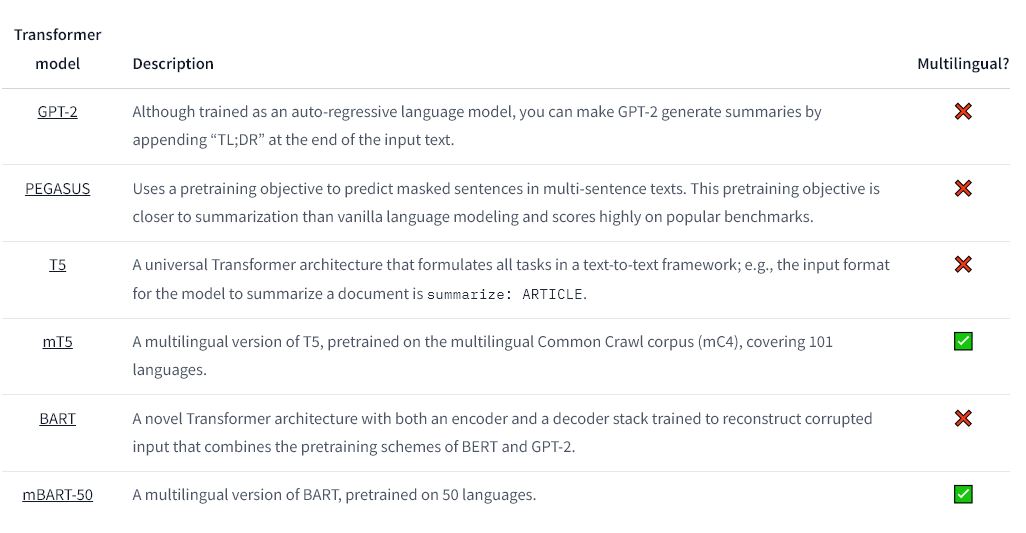 Transformer
model Description Multilingual?
GPT-2 Although trained as an auto-regressive language model, you can make GPT-2 generate summaries by ❌
appending “TL;DR” at the end of the input text.
PEGASUS Uses a pretraining objective to predict masked sentences in multi-sentence texts. This pretraining objective is ❌
closer to summarization than vanilla language modeling and scores highly on popular benchmarks.
T5 A universal Transformer architecture that formulates all tasks in a text-to-text framework; e.g., the input format ❌
for the model to summarize a document is summarize: ARTICLE.
mT5 A multilingual version of T5, pretrained on the multilingual Common Crawl corpus (mC4), covering 101 ✅
languages.
BART A novel Transformer architecture with both an encoder and a decoder stack trained to reconstruct corrupted ❌
input that combines the pretraining schemes of BERT and GPT-2.
mBART-50 A multilingual version of BART, pretrained on 50 languages. ✅